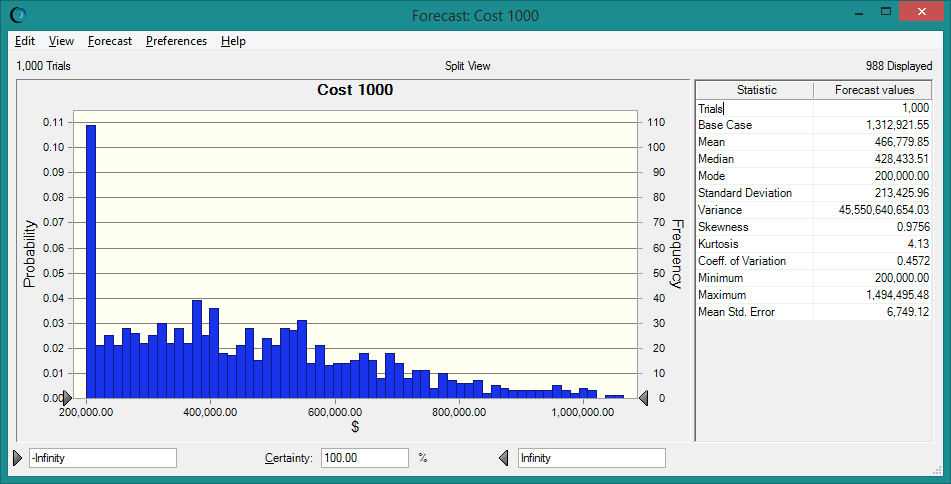 Forecast: Cost 1000
Edit View Forecast Preferences Help
1,000 Trials Split View 988 Displayed
Cost 1000
Probability
0.11
0.10
0.09
0.08
0.07
0.06
0.05
0.04
0.03
0.02
0.01
0.00
110
100
90
80
70
60
50
40
30
20
10
0
Frequency
200,000.00 400,000.00 600,000.00 800,000.00 1,000,000.00
$
Statistic Forecast values
Trials 1,000
Base Case 1,312,921.55
Mean 466,779.85
Median 428,433.51
Mode 200,000.00
Standard Deviation 213,425.96
Variance 45,550,640,654.03
Skewness 0.9756
Kurtosis 4.13
Coeff. of Variation 0.4572
Minimum 200,000.00
Maximum 1,494,495.48
Mean Std. Error 6,749.12
-Infinity Certainty: 100.00 % Infinity